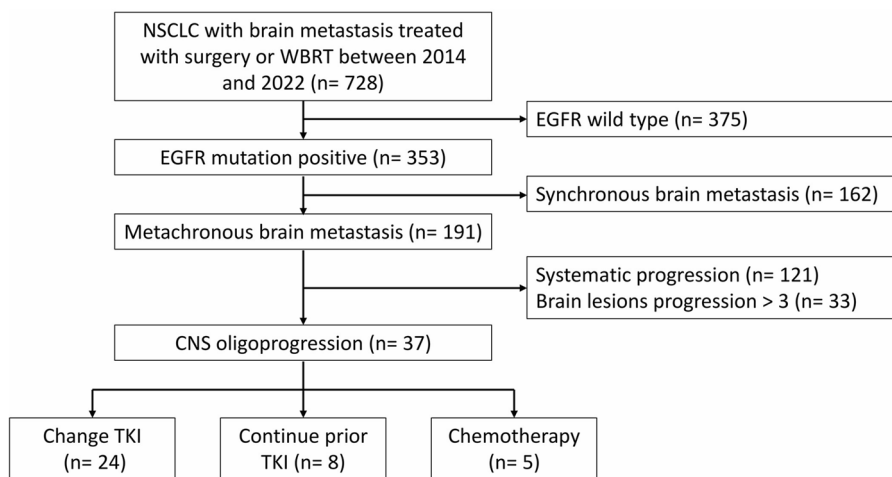 NSCLC with brain metastasis treated
with surgery or WBRT between 2014
and 2022 (n= 728)
EGFR wild type (n= 375)
EGFR mutation positive (n= 353)
Synchronous brain metastasis (n= 162)
Metachronous brain metastasis (n= 191)
Systematic progression (n= 121)
Brain lesions progression > 3 (n= 33)
CNS oligoprogression (n= 37)
Change TKI
(n= 24)
Continue prior
TKI (n= 8)
Chemotherapy
(n= 5)